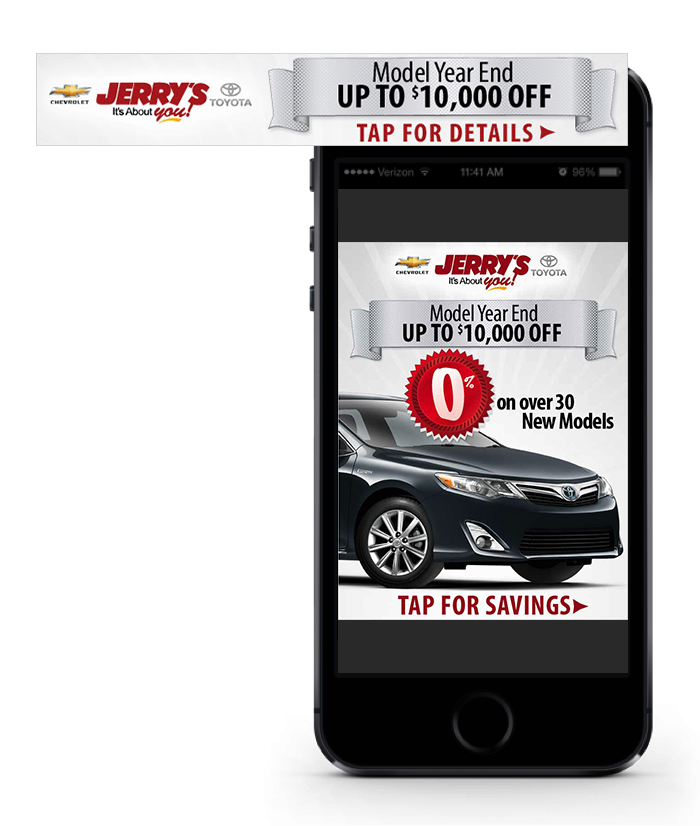 CHEVROLET
JERRY'S
It's About you!
TOYOTA
Model Year End
UP TO $10,000 OFF
TAP FOR DETAILS
Verizon 11:41 AM 96%
CHEVROLET
JERRY'S
It's About you!
TOYOTA
Model Year End
UP TO $10,000 OFF
0%
on over 30
New Models
TAP FOR SAVINGS